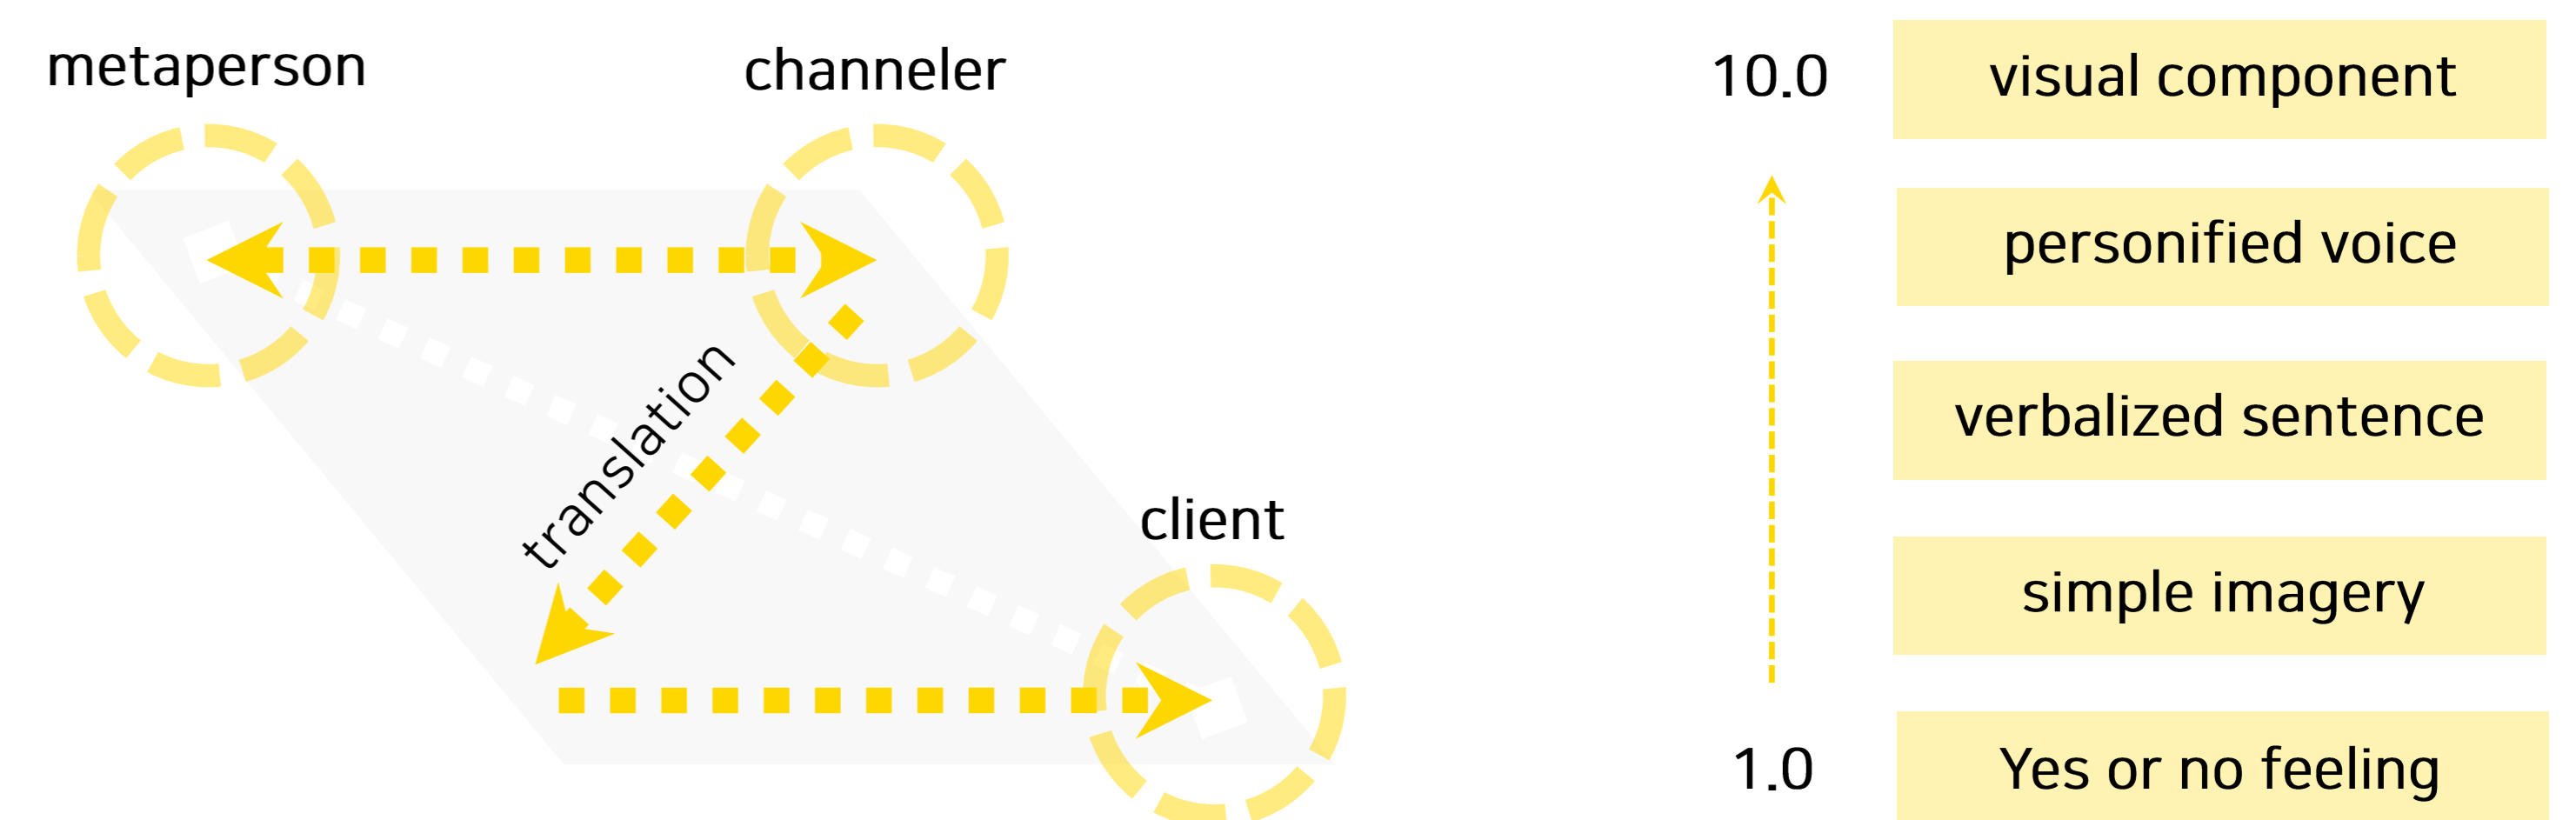 metaperson
channeler
translation
client
10.0
visual component
personified voice
verbalized sentence
simple imagery
1.0
Yes or no feeling